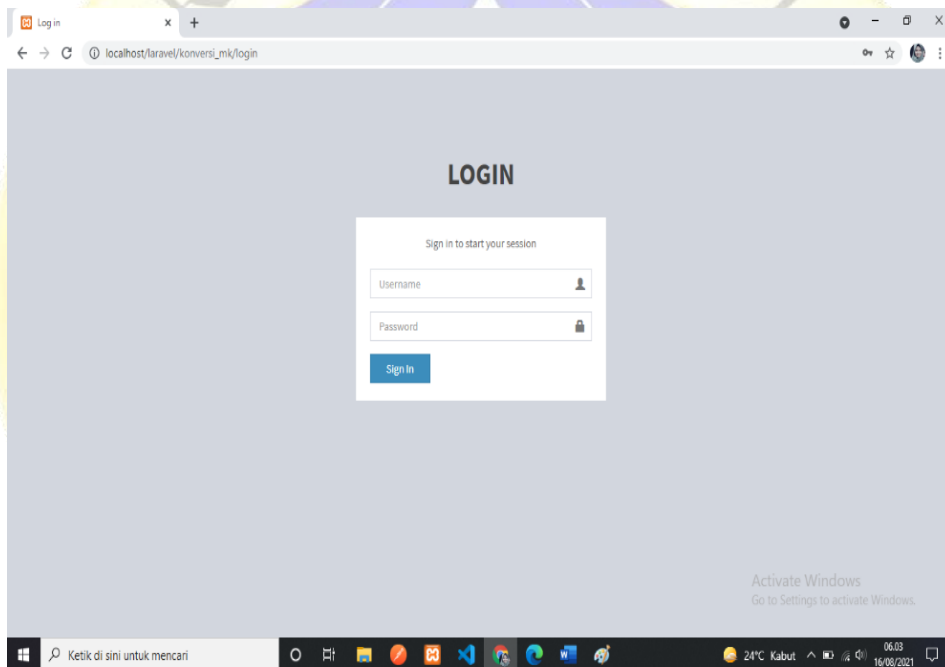 Log in
localhost/laravel/konversi_mk/login
LOGIN
Sign in to start your session
Username
Password
Sign In
Activate Windows
Go to Settings to activate Windows.
Ketik di sini untuk mencari
24°C Kabut
06.03
16/08/2021